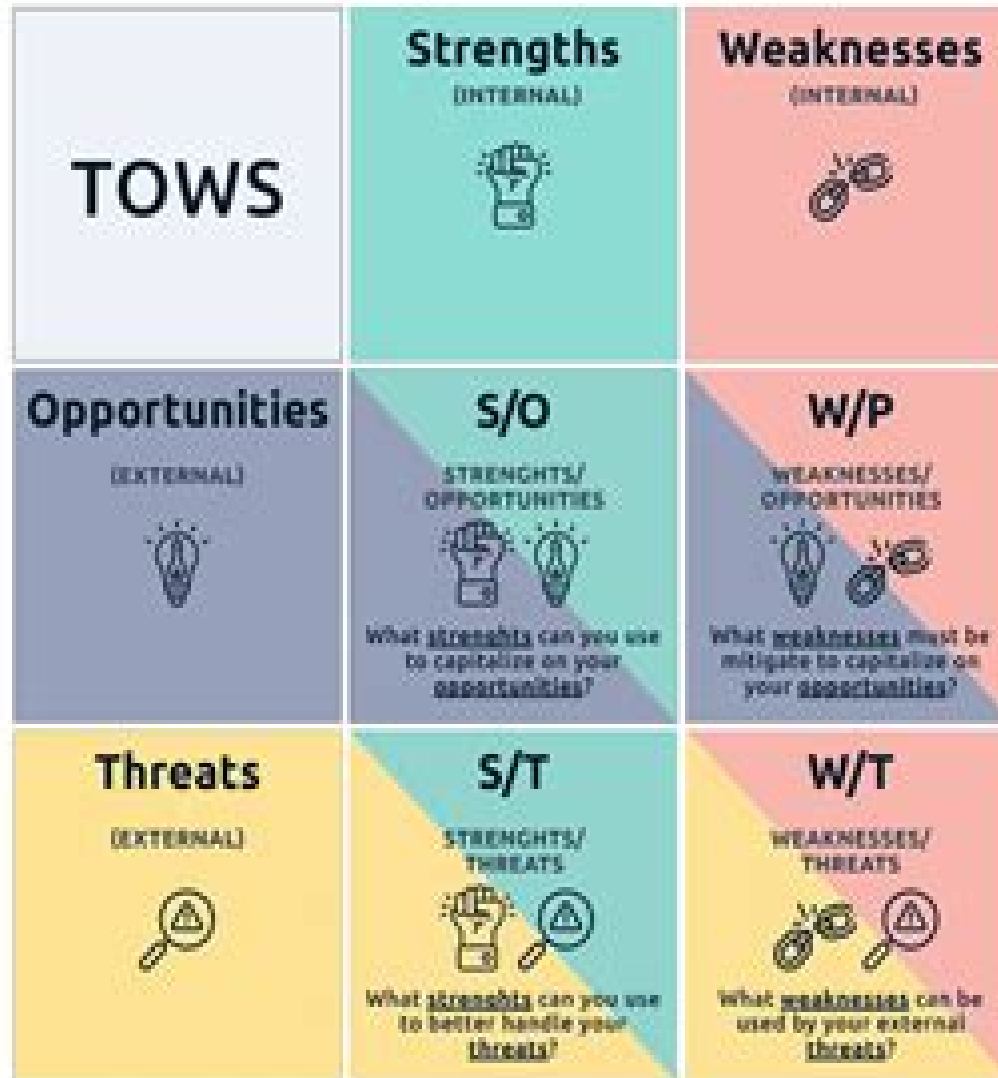 TOWS
Strengths
(INTERNAL)
Weaknesses
(INTERNAL)
Opportunities
(EXTERNAL)
S/O
STRENGHTS/
OPPORTUNITIES
What strenghts can you use
to capitalize on your
opportunities?
W/P
WEAKNESSES/
OPPORTUNITIES
What weaknesses must be
mitigate to capitalize on
your opportunities?
Threats
(EXTERNAL)
S/T
STRENGHTS/
THREATS
What strenghts can you use
to better handle your
threats?
W/T
WEAKNESSES/
THREATS
What weaknesses can be
used by your external
threats?